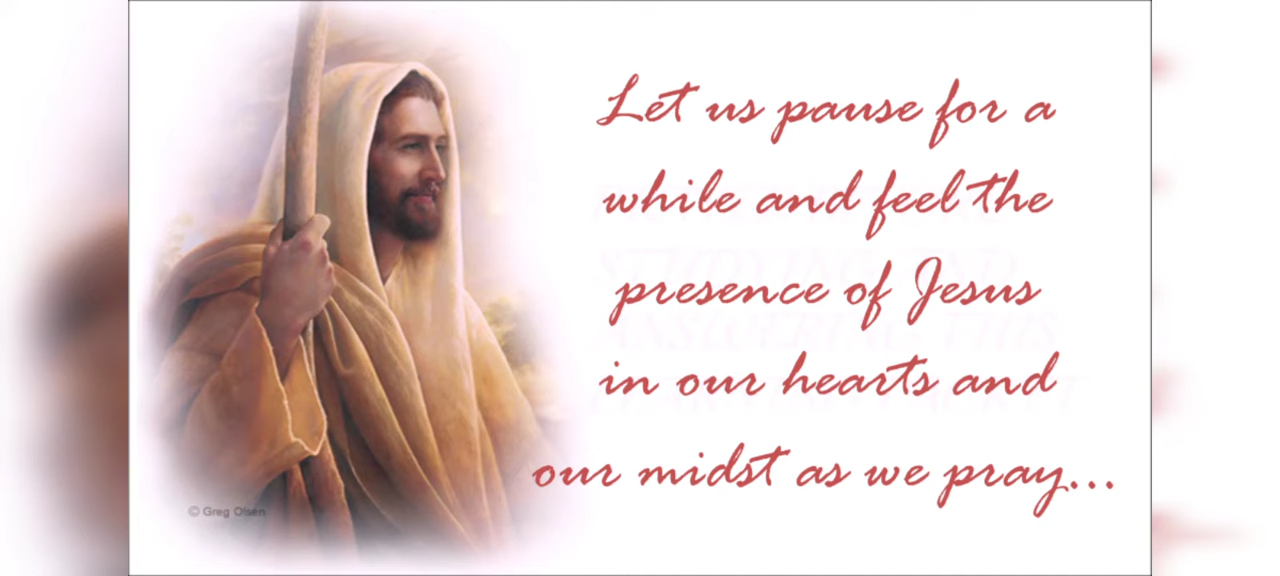 Let us pause for a
while and feel the
presence of Jesus
in our hearts and
our midst as we pray...
© Greg Olsen